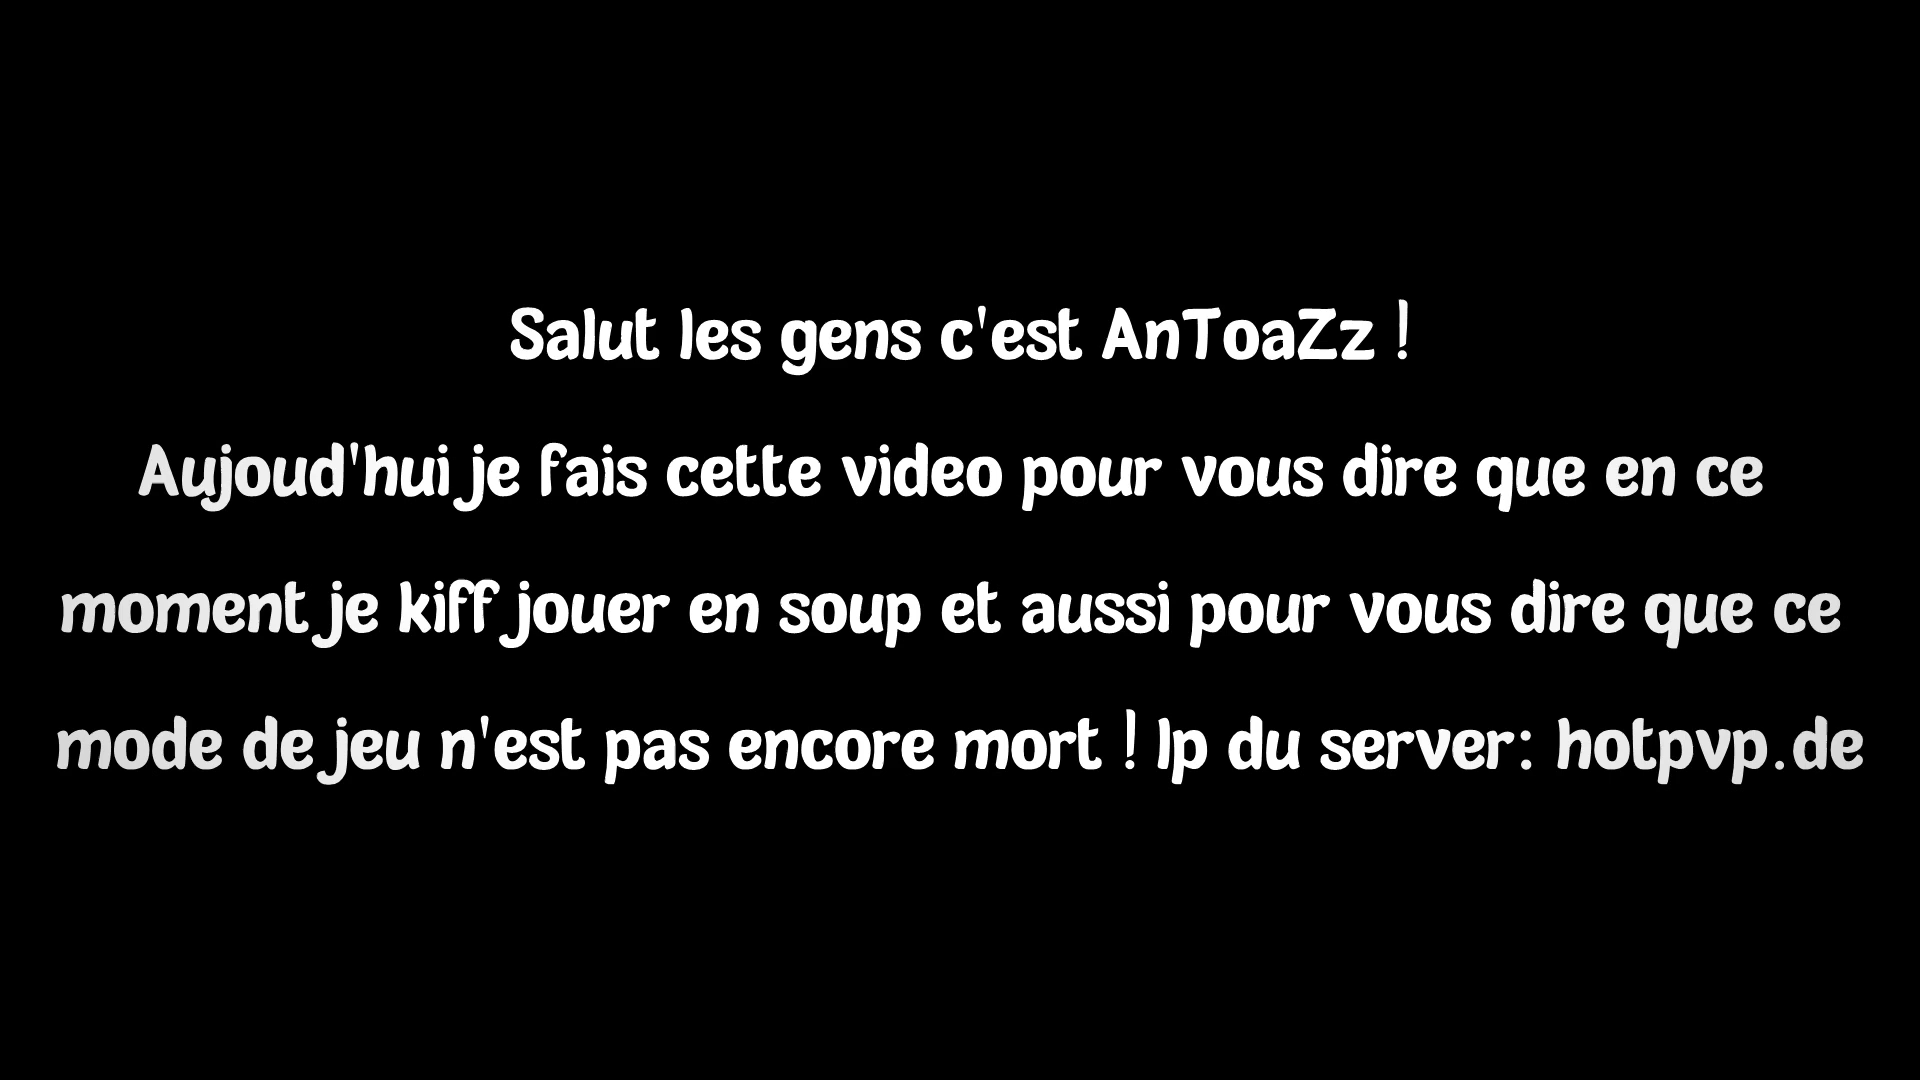 Salut les gens c'est AnToaZz !
Aujoud'hui je fais cette video pour vous dire que en ce
moment je kiff jouer en soup et aussi pour vous dire que ce
mode de jeu n'est pas encore mort ! Ip du server: hotpvp.de